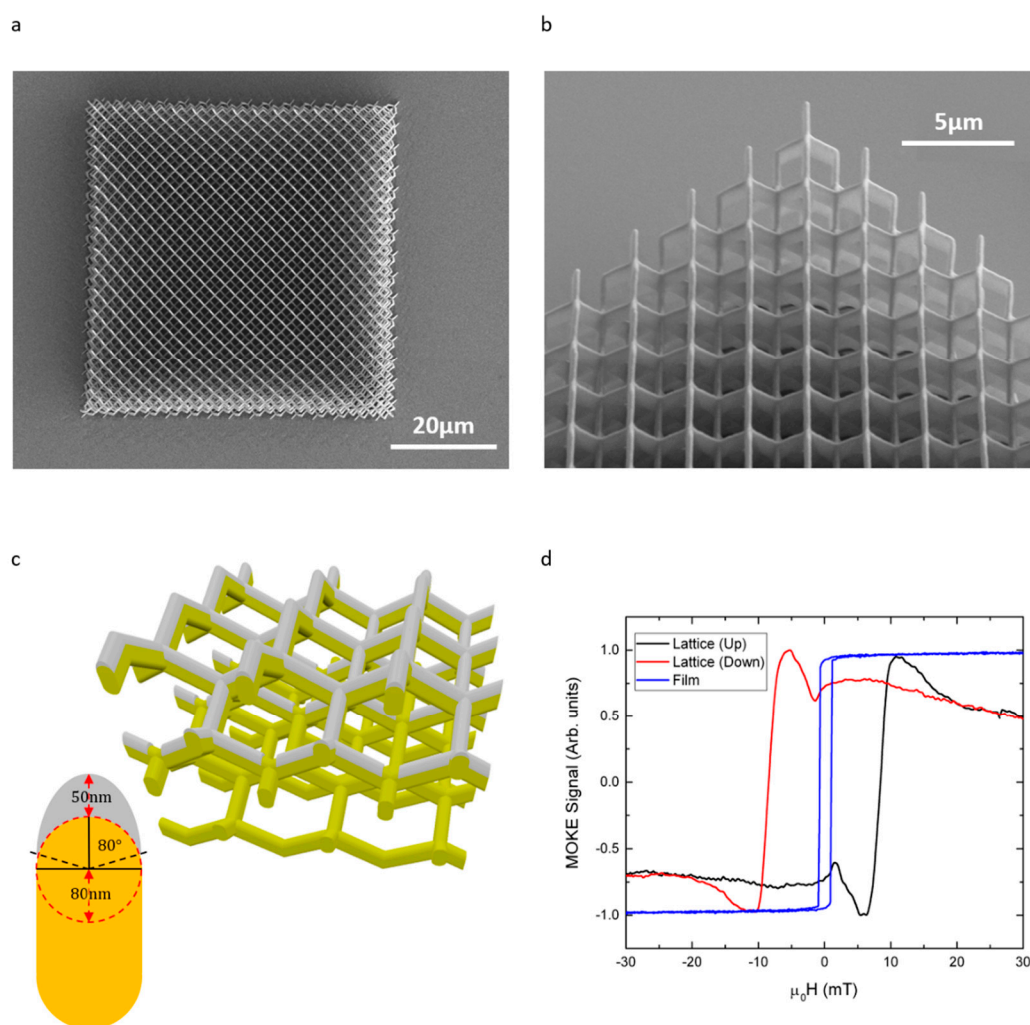 a
b
20μm
5μm
c
50nm
80°
80nm
d
Lattice (Up)
Lattice (Down)
Film
MOKE Signal (Arb. units)
1.0
0.5
0.0
-0.5
-1.0
-30
-20
-10
0
10
20
30
μ₀H (mT)